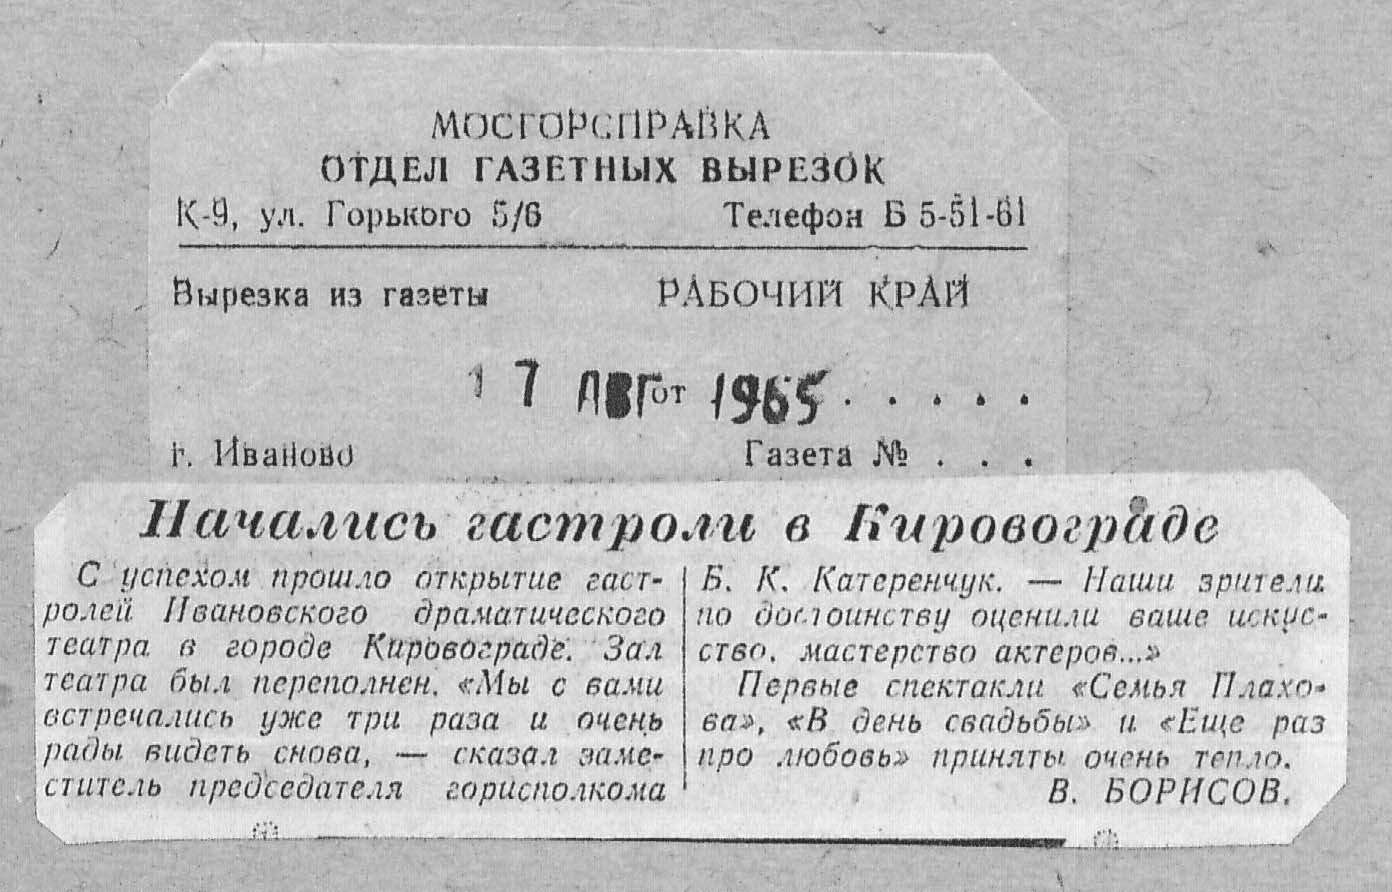 МОСГОРСПРАВКА
ОТДЕЛ ГАЗЕТНЫХ ВЫРЕЗОК
К-9, ул. Горького 5/6 Телефон Б 5-51-61
Вырезка из газеты РАБОЧИЙ КРАЙ
17 АВГ от 1965 . . . . .
г. Иваново Газета № . . .
Начались гастроли в Кировограде
С успехом прошло открытие гаст-
ролей Ивановского драматического
театра в городе Кировограде. Зал
театра был переполнен. «Мы с вами
встречались уже три раза и очень
рады видеть снова, — сказал заме-
ститель председателя горисполкома
Б. К. Катеренчук. — Наши зрители
по достоинству оценили ваше искус-
ство, мастерство актеров...»
Первые спектакли «Семья Плахо-
ва», «В день свадьбы» и «Еще раз
про любовь» приняты очень тепло.
В. БОРИСОВ.